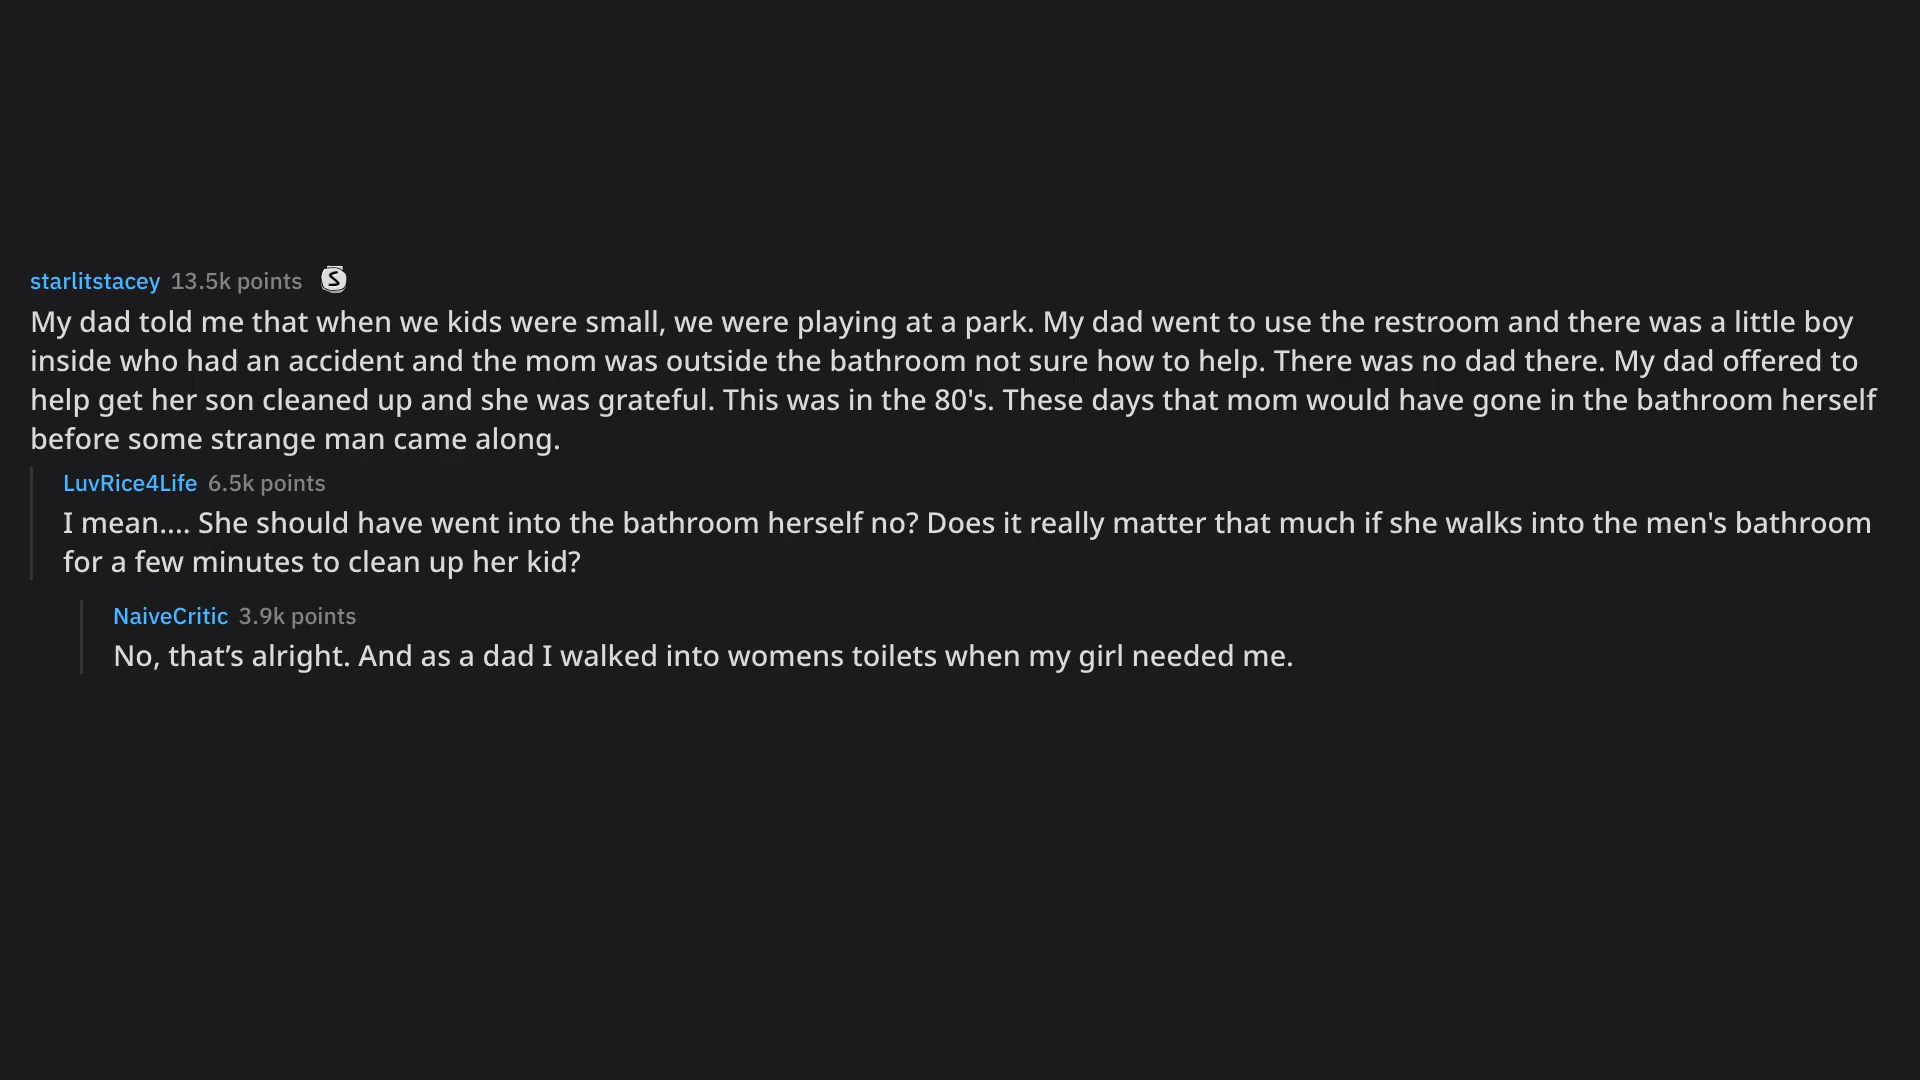 starlitstacey 13.5k points S
My dad told me that when we kids were small, we were playing at a park. My dad went to use the restroom and there was a little boy
inside who had an accident and the mom was outside the bathroom not sure how to help. There was no dad there. My dad offered to
help get her son cleaned up and she was grateful. This was in the 80's. These days that mom would have gone in the bathroom herself
before some strange man came along.
LuvRice4Life 6.5k points
I mean.... She should have went into the bathroom herself no? Does it really matter that much if she walks into the men's bathroom
for a few minutes to clean up her kid?
NaiveCritic 3.9k points
No, that’s alright. And as a dad I walked into womens toilets when my girl needed me.